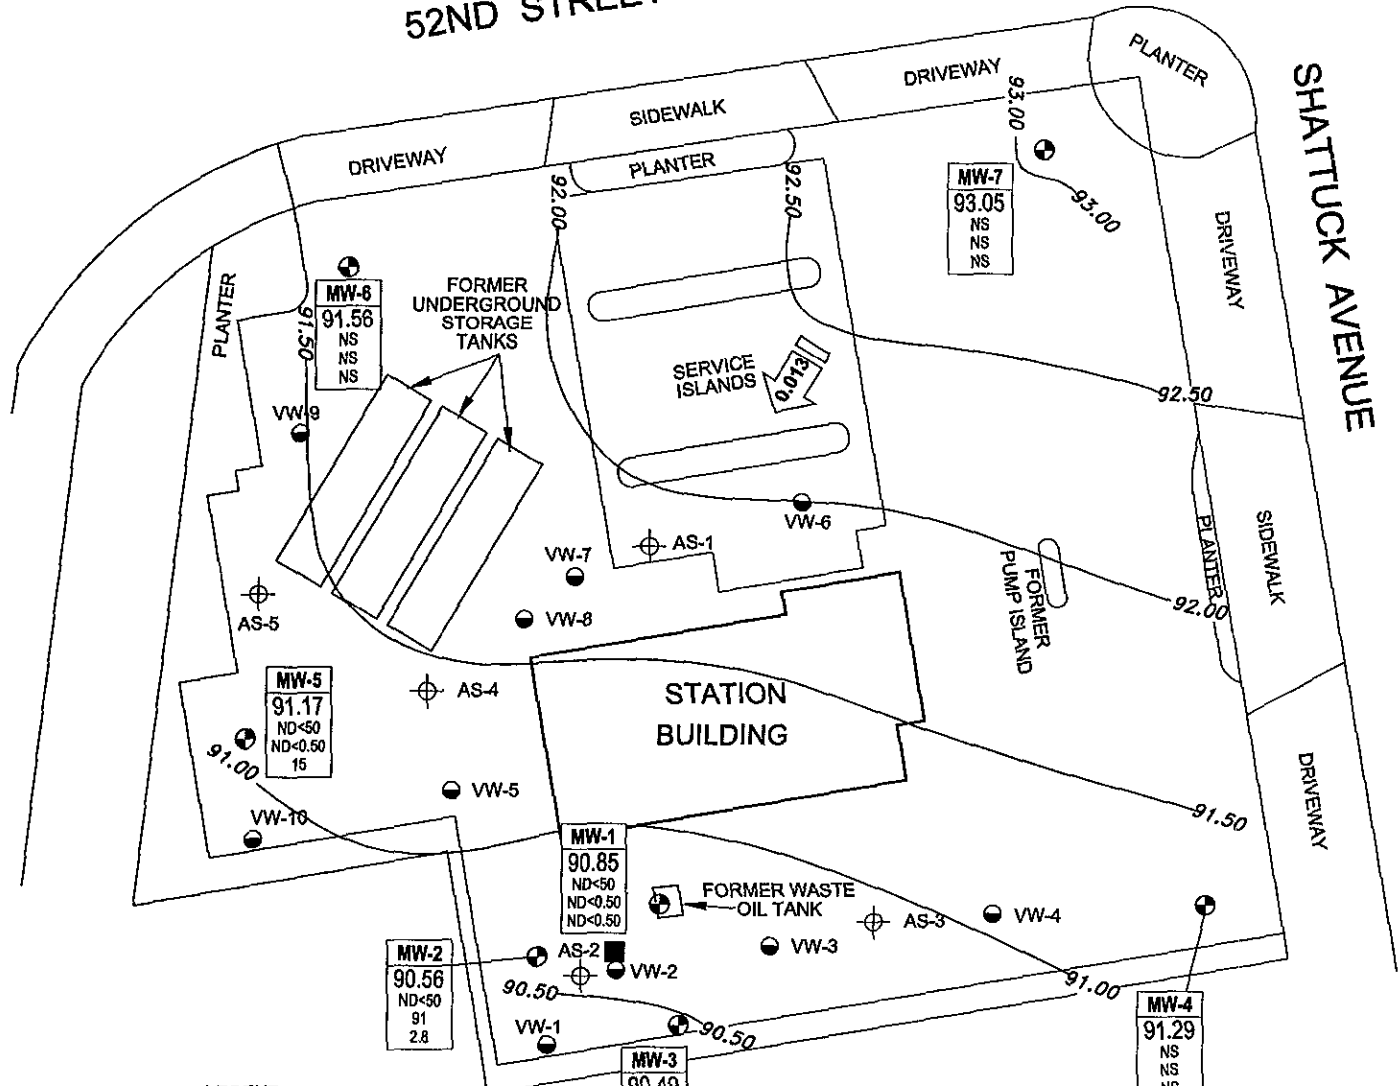 52ND STREET
SHATTUCK AVENUE
PLANTER
DRIVEWAY
93.00
SIDEWALK
DRIVEWAY
PLANTER
92.00
92.50
MW-7
93.05
NS
NS
NS
93.00
DRIVEWAY
PLANTER
MW-6
91.56
NS
NS
NS
91.50
FORMER
UNDERGROUND
STORAGE
TANKS
SERVICE
ISLANDS
0.013
92.50
VW-9
VW-6
PLANTER
SIDEWALK
AS-1
VW-7
FORMER
PUMP ISLAND
92.00
AS-5
VW-8
MW-5
91.17
ND<50
ND<0.50
15
AS-4
STATION
BUILDING
91.00
VW-5
VW-10
91.50
DRIVEWAY
MW-1
90.85
ND<50
ND<0.50
ND<0.50
FORMER WASTE
OIL TANK
AS-3
VW-4
MW-2
90.56
ND<50
91
2.8
AS-2
VW-2
VW-3
90.50
91.00
VW-1
90.50
MW-3
90.49
MW-4
91.29
NS
NS
NS